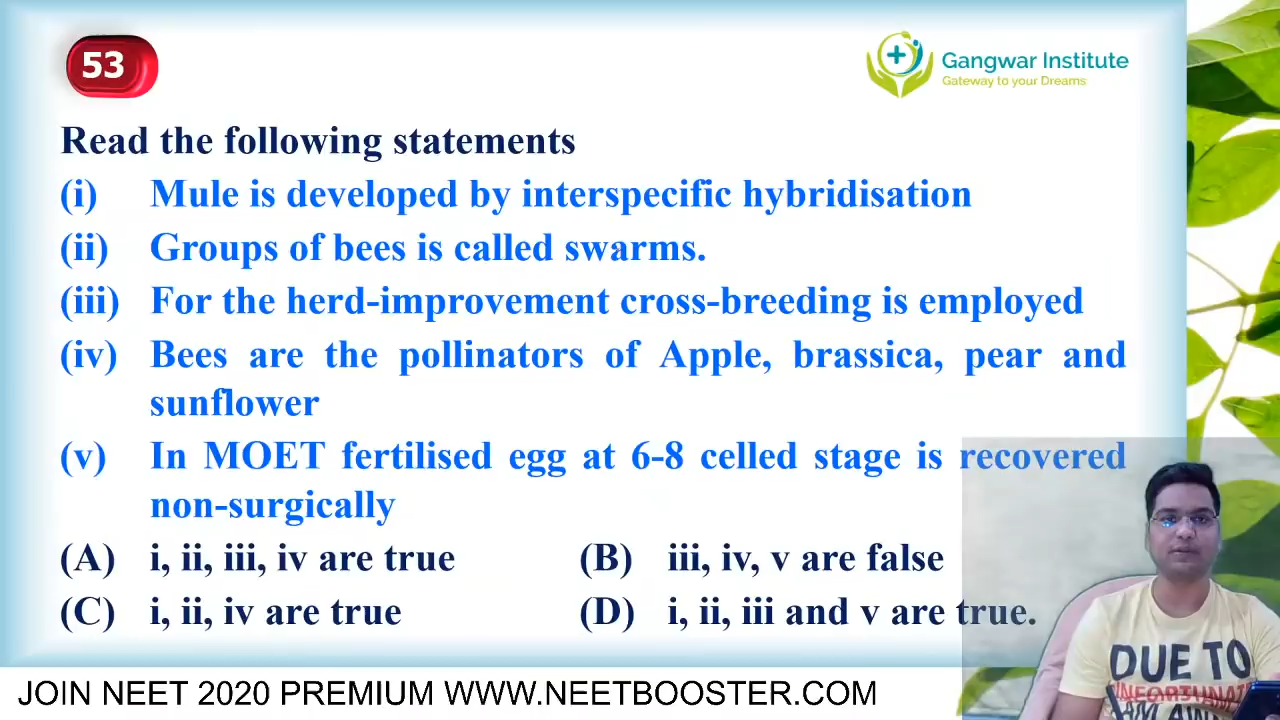 53
Gangwar Institute
Gateway to your Dreams
Read the following statements
(i) Mule is developed by interspecific hybridisation
(ii) Groups of bees is called swarms.
(iii) For the herd-improvement cross-breeding is employed
(iv) Bees are the pollinators of Apple, brassica, pear and
sunflower
(v) In MOET fertilised egg at 6-8 celled stage is recovered
non-surgically
(A) i, ii, iii, iv are true (B) iii, iv, v are false
(C) i, ii, iv are true (D) i, ii, iii and v are true.
DUE TO
I AM
JOIN NEET 2020 PREMIUM WWW.NEETBOOSTER.COM